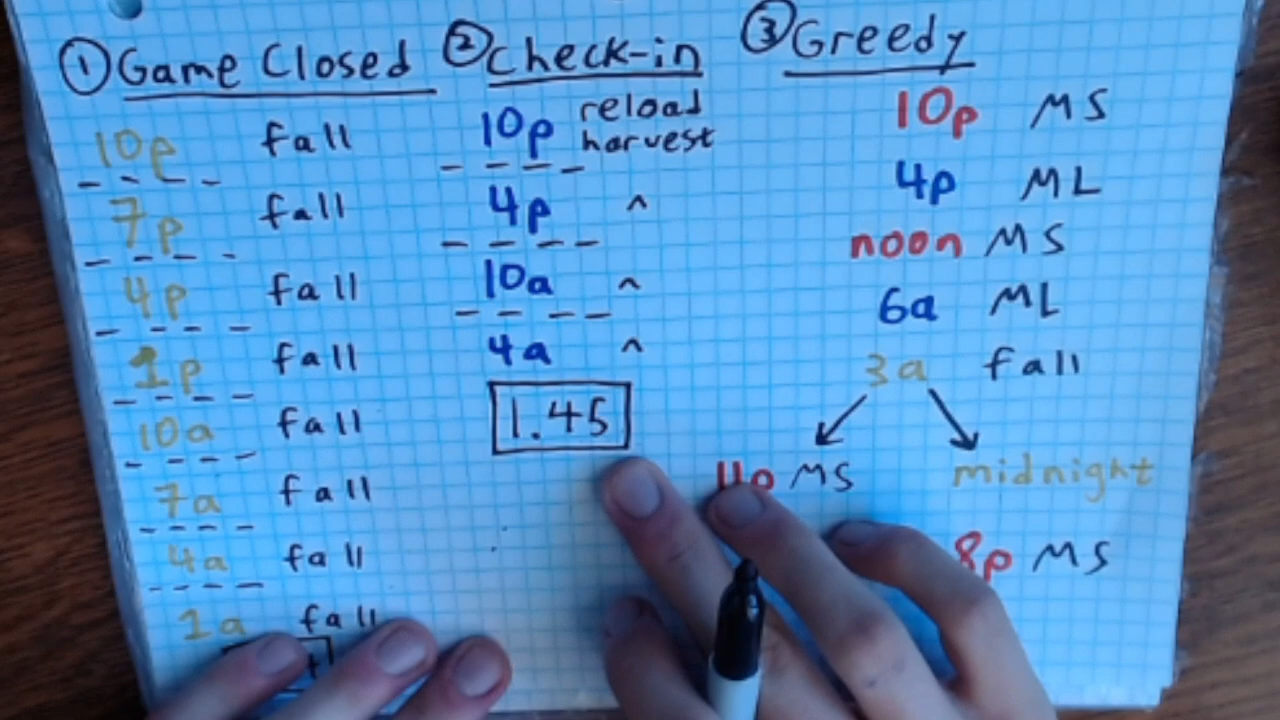 ① Game Closed
10p fall
7p fall
4p fall
1p fall
10a fall
7a fall
4a fall
1a fall
② Check-in
10p reload
harvest
4p ^
10a ^
4a ^
1.45
③ Greedy
10p MS
4p ML
noon MS
6a ML
3a fall
MS
midnight
8p MS